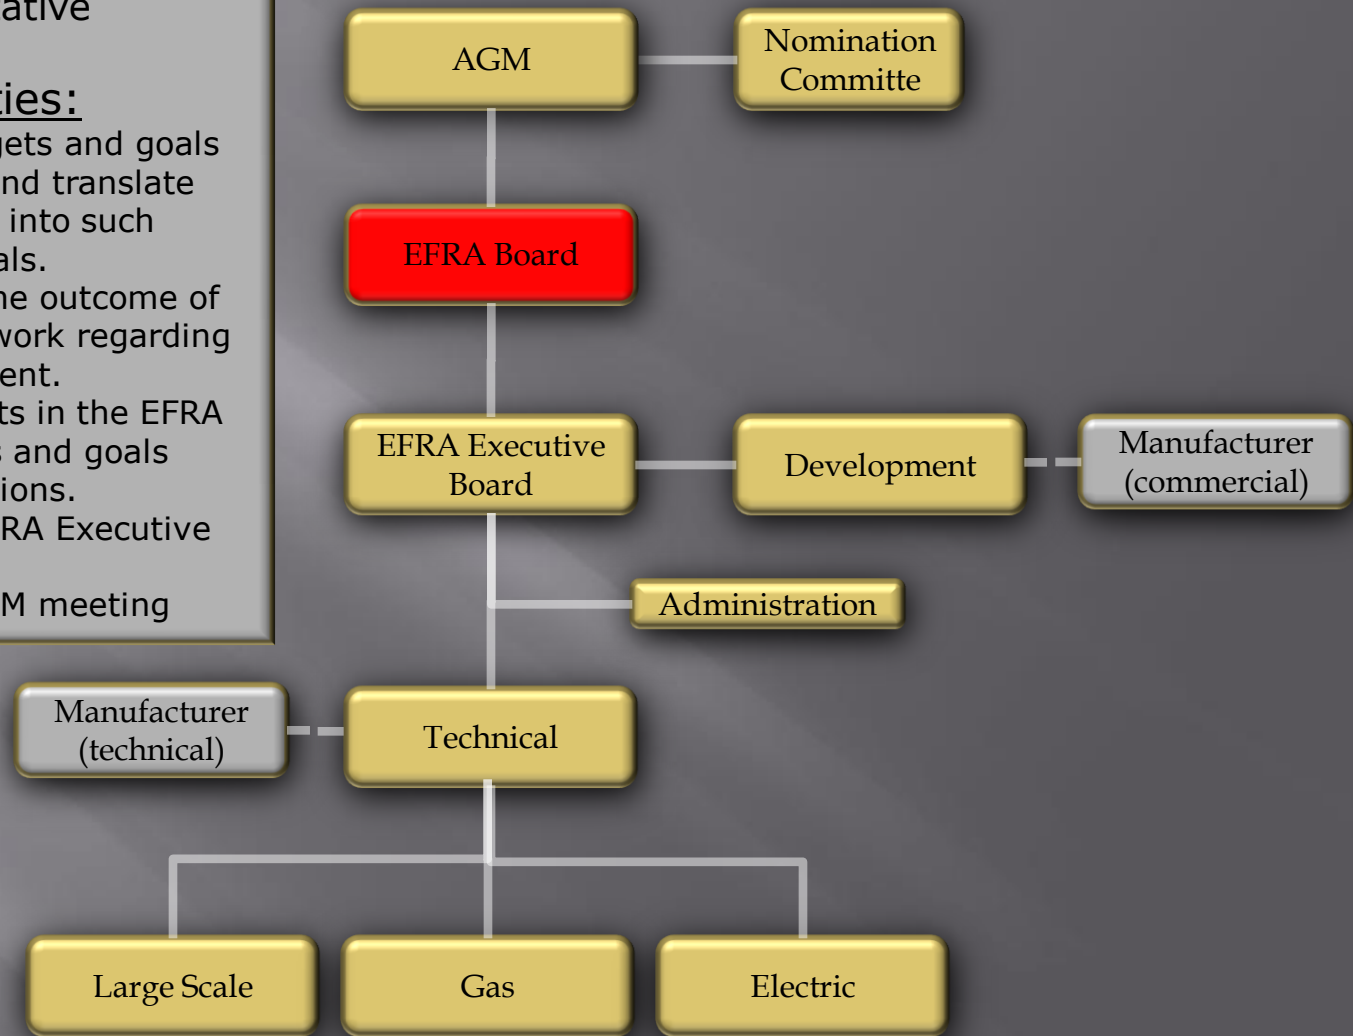 ative
ties:
gets and goals
nd translate
into such
als.
he outcome of
work regarding
ent.
ts in the EFRA
s and goals
ions.
RA Executive
M meeting
AGM
Nomination
Committe
EFRA Board
EFRA Executive
Board
Development
Manufacturer
(commercial)
Administration
Manufacturer
(technical)
Technical
Large Scale
Gas
Electric